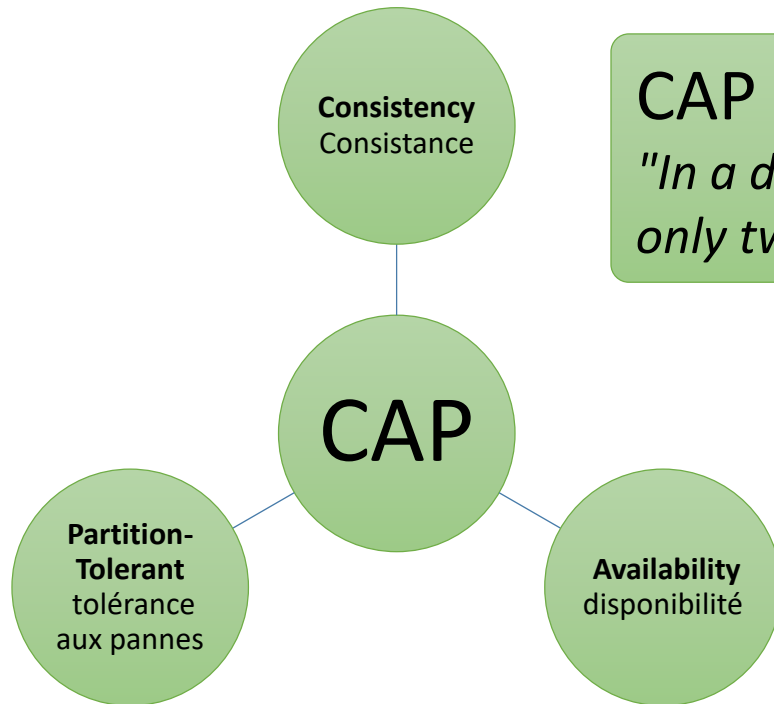 Consistency
Consistance
CAP
"In a d
only tw
CAP
Partition-
Tolerant
tolérance
aux pannes
Availability
disponibilité